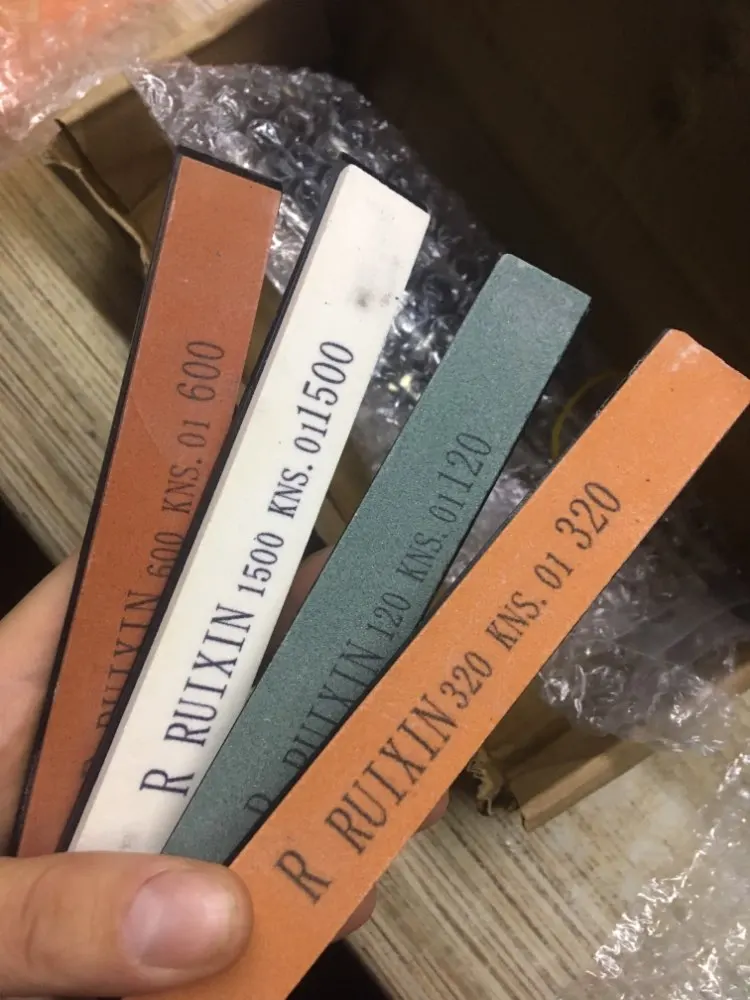 R RUIXIN 600 KNS. 01 600
R RUIXIN 1500 KNS. 011500
R RUIXIN 120 KNS. 01120
R RUIXIN 320 KNS. 01 320